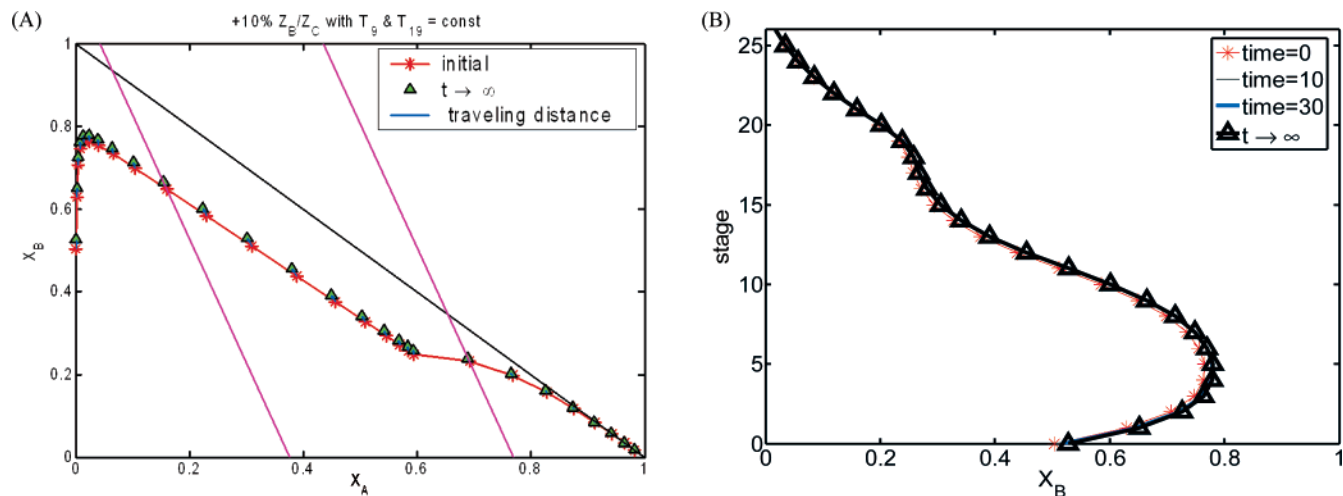 (A)
+10% Z_B/Z_C with T_9 & T_19 = const
1
0.8
0.6
0.4
0.2
0
X_B
0
0.2
0.4
0.6
0.8
1
X_A
initial
t → ∞
traveling distance
(B)
25
20
15
10
5
0
stage
0
0.2
0.4
0.6
0.8
1
X_B
time=0
time=10
time=30
t → ∞